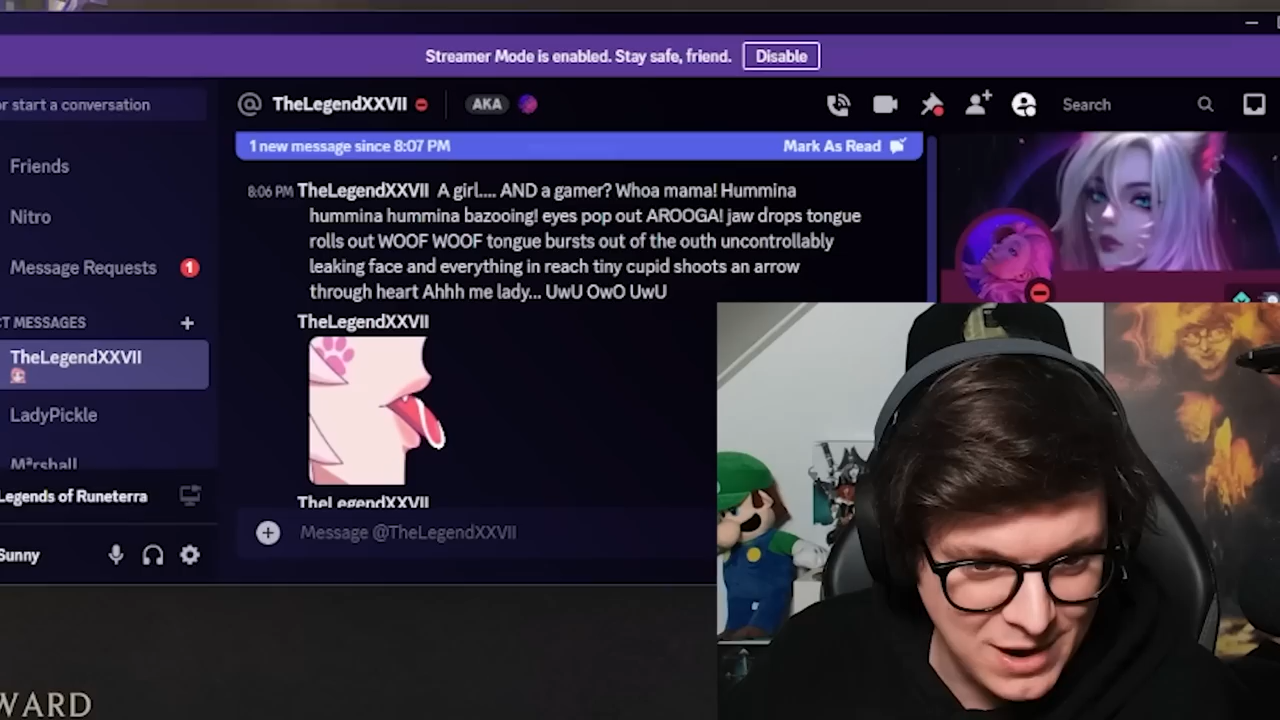 Streamer Mode is enabled. Stay safe, friend. Disable
or start a conversation
@ TheLegendXXVII AKA Search
1 new message since 8:07 PM Mark As Read
Friends
Nitro
Message Requests 1
CT MESSAGES +
TheLegendXXVII
LadyPickle
M²rshall
Legends of Runeterra
Sunny
8:06 PM TheLegendXXVII A girl.... AND a gamer? Whoa mama! Hummina
hummina hummina bazooing! eyes pop out AROOGA! jaw drops tongue
rolls out WOOF WOOF tongue bursts out of the outh uncontrollably
leaking face and everything in reach tiny cupid shoots an arrow
through heart Ahhh me lady... UwU OwO UwU
TheLegendXXVII
TheLegendXXVII
Message @TheLegendXXVII
WARD